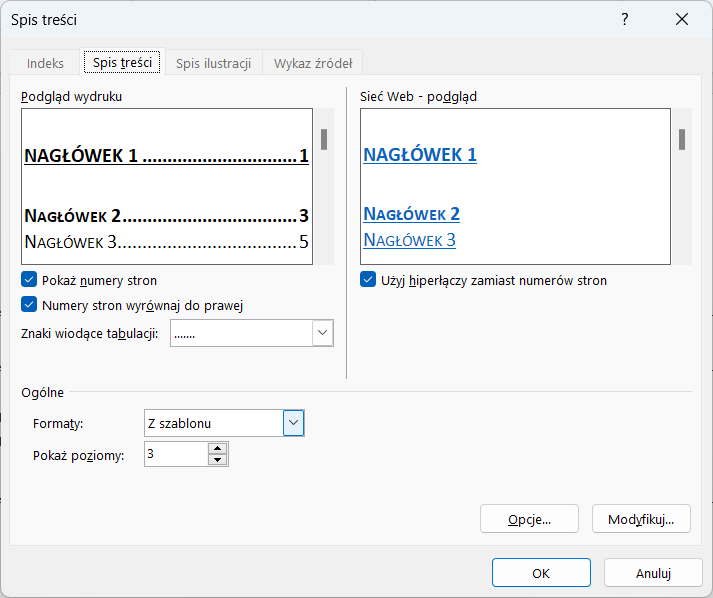 Spis treści ?
Indeks Spis treści Spis ilustracji Wykaz źródeł
Podgląd wydruku
NAGŁÓWEK 1 ................................ 1
NAGŁÓWEK 2.................................... 3
NAGŁÓWEK 3..................................... 5
Pokaż numery stron
Numery stron wyrównaj do prawej
Znaki wiodące tabulacji: .......
Sieć Web - podgląd
NAGŁÓWEK 1
NAGŁÓWEK 2
NAGŁÓWEK 3
Użyj hiperłączy zamiast numerów stron
Ogólne
Formaty: Z szablonu
Pokaż poziomy: 3
Opcje... Modyfikuj...
OK Anuluj